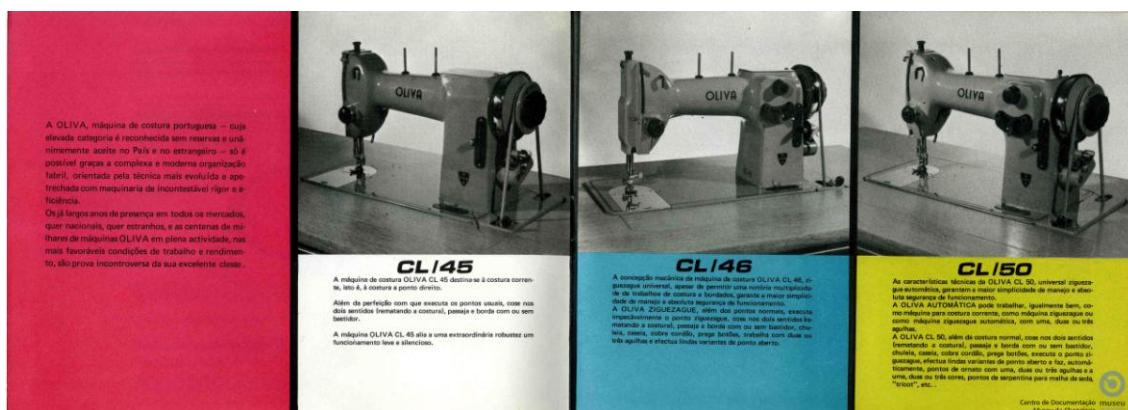 A OLIVA, máquina de costura portuguesa — cuja
elevada categoria é reconhecida sem reservas e unâ-
nimemente aceite no País e no estrangeiro — só é
possível graças a complexa e moderna organização
fabril, orientada pela técnica mais evoluída e ape-
trechada com maquinaria de incontestável rigor e e-
ficiência.
Os já largos anos de presença em todos os mercados,
quer nacionais, quer estranhos, e as centenas de mi-
lhares de máquinas OLIVA em plena actividade, nas
mais favoráveis condições de trabalho e rendimen-
to, são prova incontroversa da sua excelente classe.
OLIVA
CL/45
A máquina de costura OLIVA CL 45 destina-se à costura corren-
te, isto é, à costura a ponto direito.
Além da perfeição com que executa os pontos usuais, cose nos
dois sentidos (rematando a costura), passaja e borda com ou sem
bastidor.
A máquina OLIVA CL 45 alia a uma extraordinária robustez um
funcionamento leve e silencioso.
OLIVA
CL/46
A concepção mecânica da máquina de costura OLIVA CL 46, zi-
guezague universal, apesar de permitir uma notória multiplicida-
de de trabalhos de costura e bordados, garante a maior simplici-
dade de manejo e absoluta segurança de funcionamento.
A OLIVA ZIGUEZAGUE, além dos pontos normais, executa
impecàvelmente o ponto ziguezague, cose nos dois sentidos (re-
matando a costura), passaja e borda com ou sem bastidor, chu-
leia, caseia, cobre cordão, prega botões, trabalha com duas ou
três agulhas e efectua lindas variantes de ponto aberto.
OLIVA
CL/50
As características técnicas da OLIVA CL 50, universal ziguеza-
gue automática, garantem a maior simplicidade de manejo e abso-
luta segurança de funcionamento.
A OLIVA AUTOMÁTICA pode trabalhar, igualmente bem, co-
mo máquina para costura corrente, como máquina ziguezague ou
como máquina ziguezague automática, com uma, duas ou três
agulhas.
A OLIVA CL 50, além da costura normal, cose nos dois sentidos
(rematando a costura), passaja e borda com ou sem bastidor,
chuleia, caseia, cobre cordão, prega botões, executa o ponto zi-
guezague, efectua lindas variantes de ponto aberto e faz, automà-
ticamente, pontos de ornato com uma, duas ou três agulhas e a
uma, duas ou três cores, pontos de serpentina para malha de seda,
"tricot", etc..
Centro de Documentação
museu